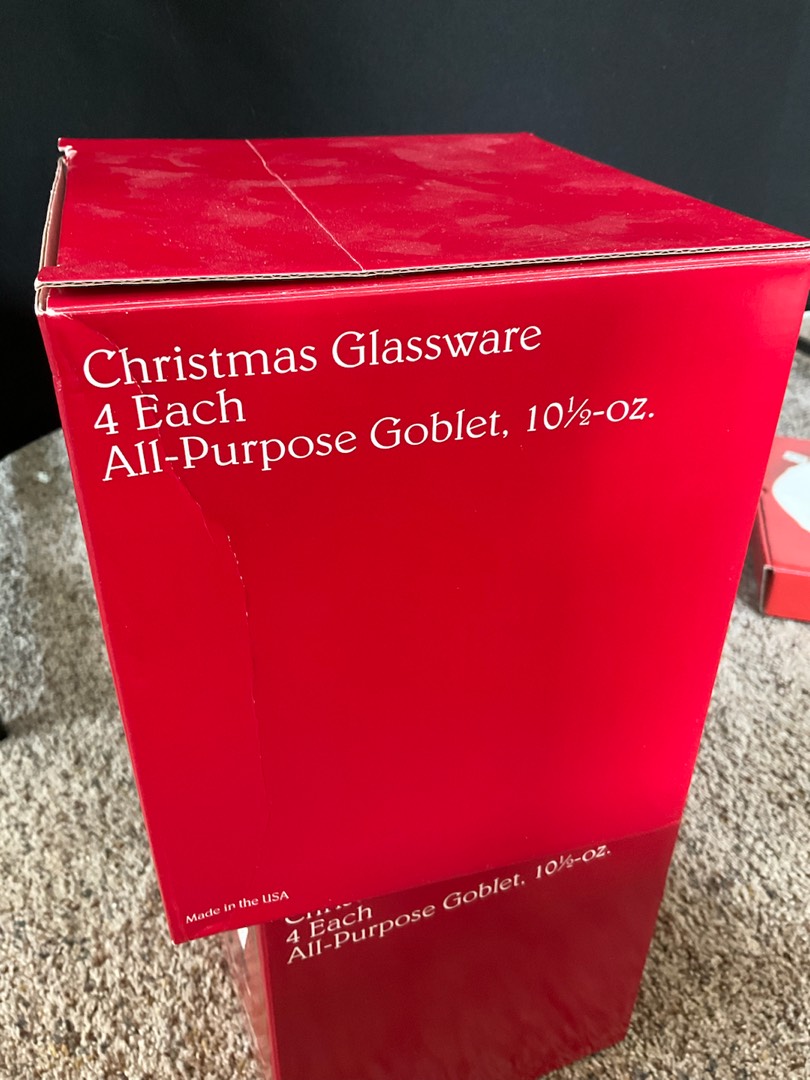 Christmas Glassware
4 Each
All-Purpose Goblet, 10½-oz.
Made in the USA
4 Each
All-Purpose Goblet, 10½-oz.